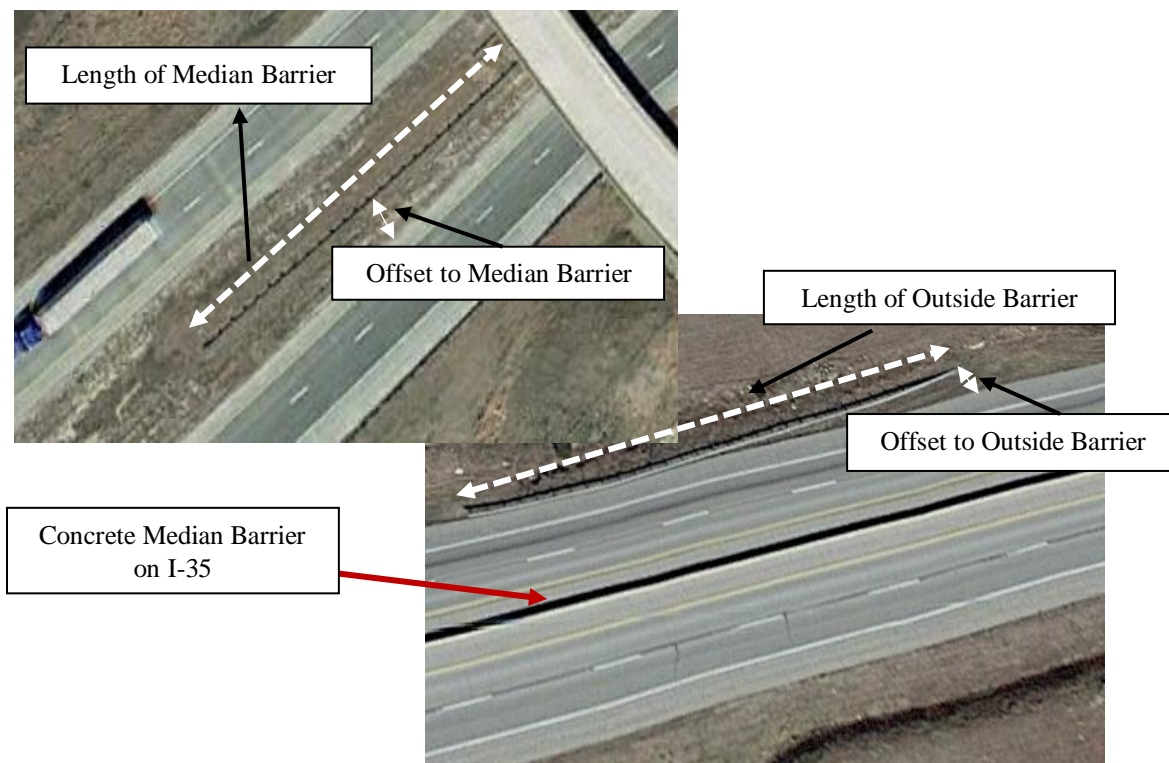 Length of Median Barrier
Offset to Median Barrier
Length of Outside Barrier
Offset to Outside Barrier
Concrete Median Barrier
on I-35